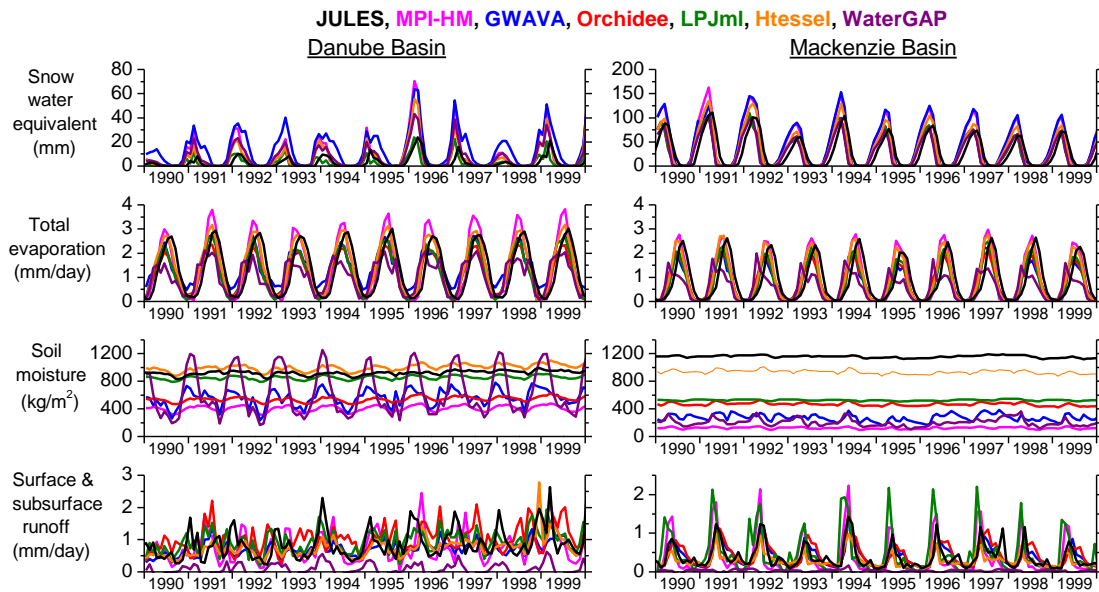 JULES, MPI-HM, GWAVA, Orchidee, LPJml, Htessel, WaterGAP
Danube Basin
Mackenzie Basin
Snow
water
equivalent
(mm)
80
60
40
20
0
1990 1991 1992 1993 1994 1995 1996 1997 1998 1999
200
150
100
50
0
1990 1991 1992 1993 1994 1995 1996 1997 1998 1999
Total
evaporation
(mm/day)
4
3
2
1
0
1990 1991 1992 1993 1994 1995 1996 1997 1998 1999
4
3
2
1
0
1990 1991 1992 1993 1994 1995 1996 1997 1998 1999
Soil
moisture
(kg/m²)
1200
800
400
0
1990 1991 1992 1993 1994 1995 1996 1997 1998 1999
1200
800
400
0
1990 1991 1992 1993 1994 1995 1996 1997 1998 1999
Surface &
subsurface
runoff
(mm/day)
3
2
1
0
1990 1991 1992 1993 1994 1995 1996 1997 1998 1999
2
1
0
1990 1991 1992 1993 1994 1995 1996 1997 1998 1999